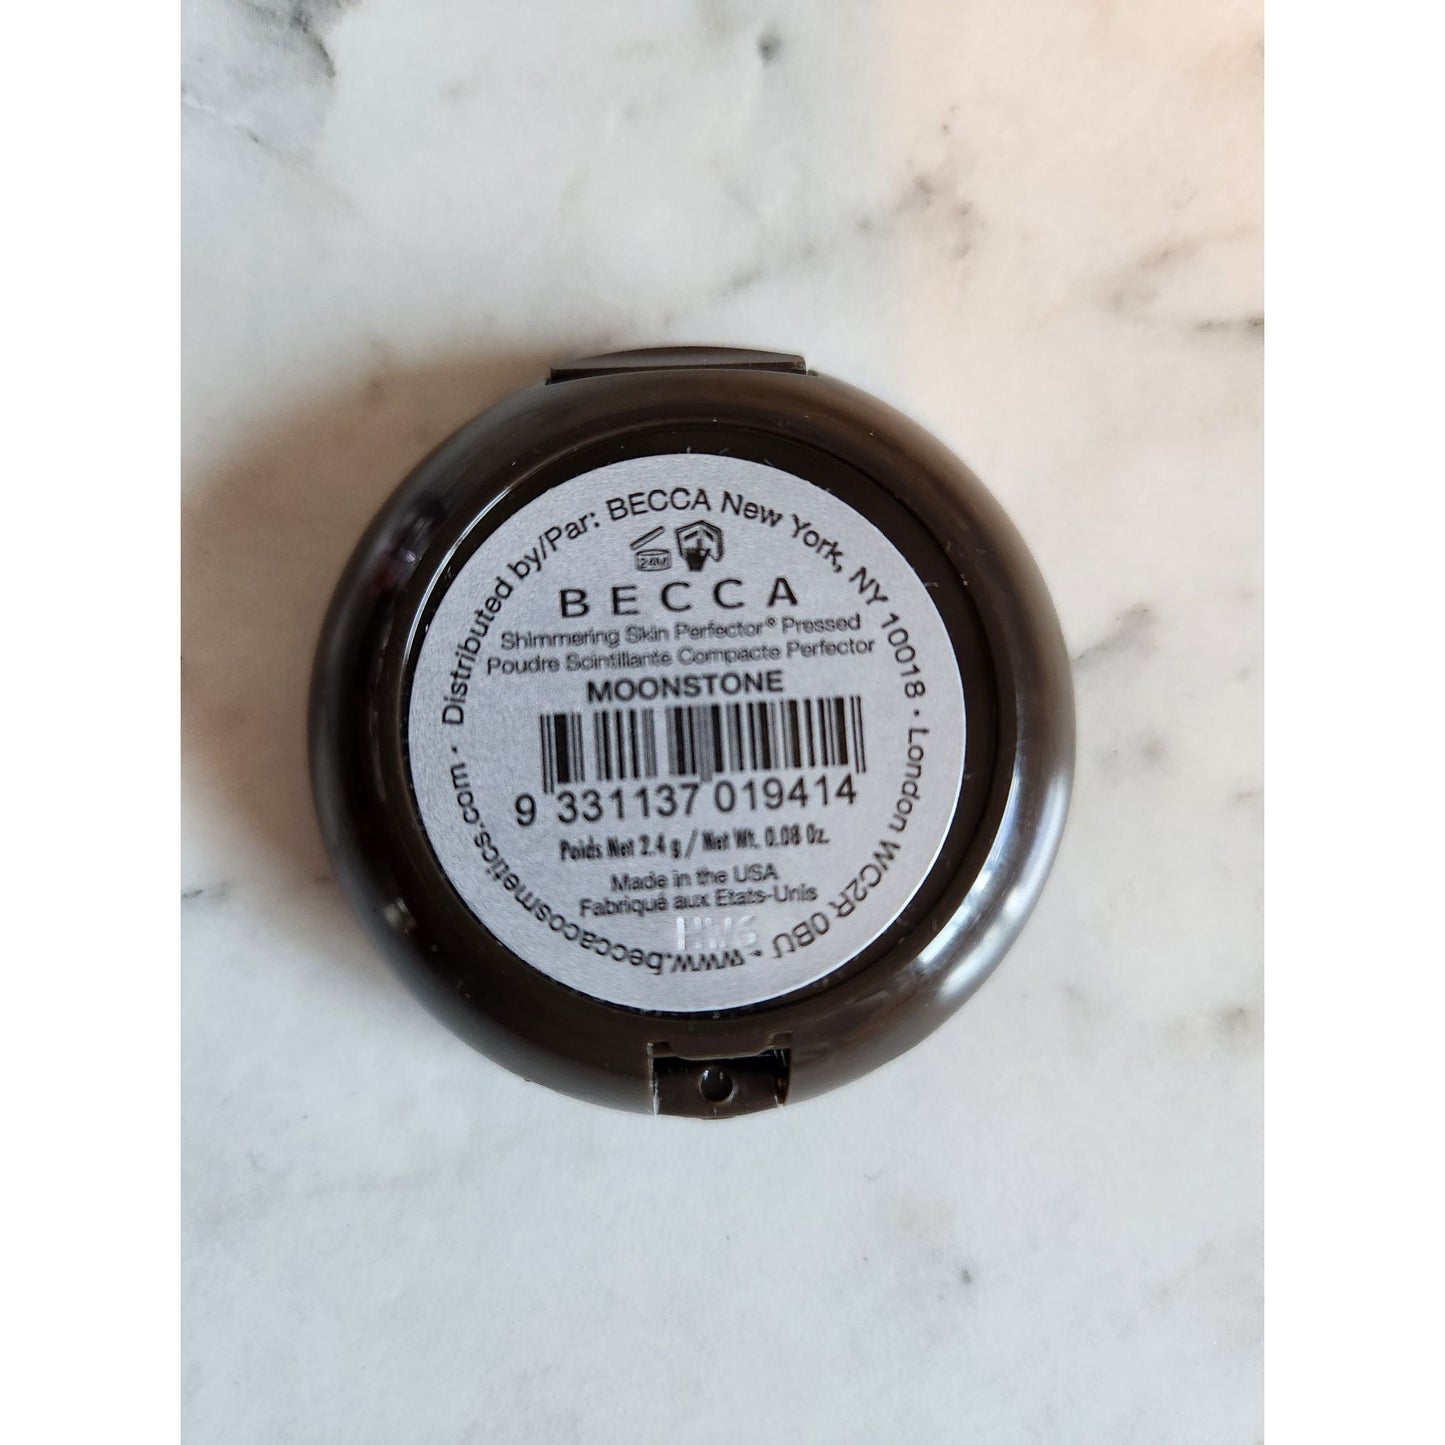 Distributed by/Par: BECCA New York, NY 10018 · London WC2R 0BU · www.beccacosmetics.com ·
24M
BECCA
Shimmering Skin Perfector® Pressed
Poudre Scintillante Compacte Perfector
MOONSTONE
9 331137 019414
Poids Net 2.4 g / Net Wt. 0.08 Oz.
Made in the USA
Fabriqué aux Etats-Unis
HW6